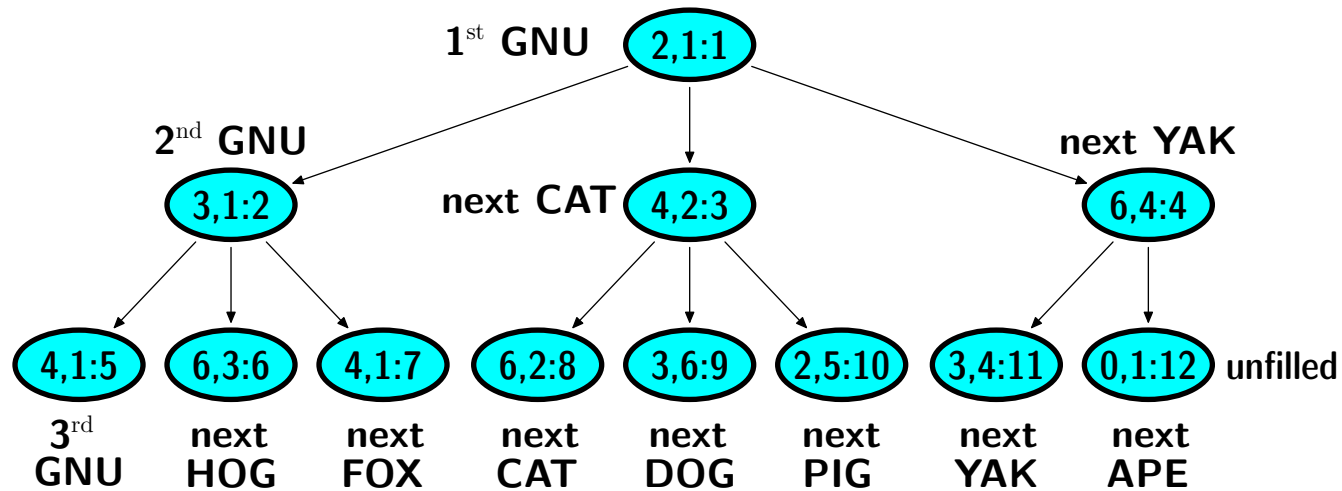 1st GNU
2,1:1
2nd GNU
next YAK
3,1:2
next CAT
4,2:3
6,4:4
4,1:5
6,3:6
4,1:7
6,2:8
3,6:9
2,5:10
3,4:11
0,1:12
unfilled
3rd
GNU
next
HOG
next
FOX
next
CAT
next
DOG
next
PIG
next
YAK
next
APE